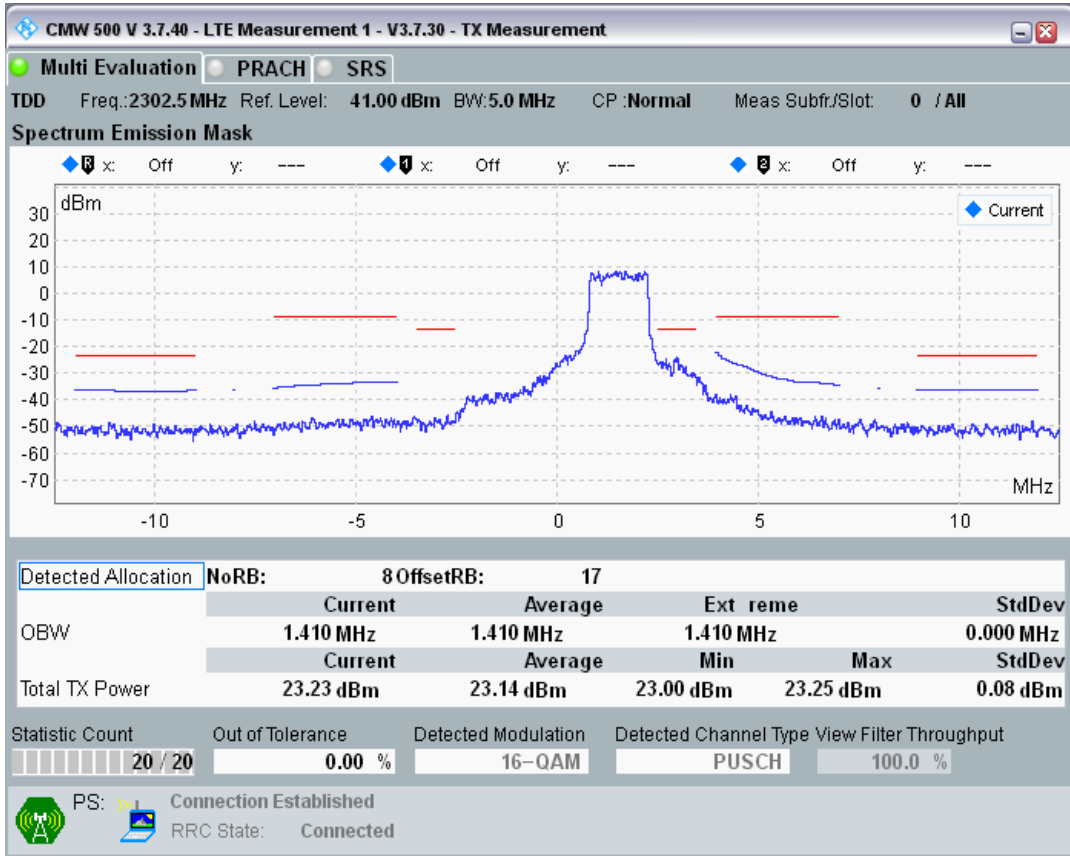 CMW 500 V 3.7.40 - LTE Measurement 1 - V3.7.30 - TX Measurement
Multi Evaluation PRACH SRS
TDD Freq.:2302.5 MHz Ref. Level: 41.00 dBm BW:5.0 MHz CP :Normal Meas Subfr./Slot: 0 / All
Spectrum Emission Mask
R x: Off y: --- 1 x: Off y: --- 2 x: Off y: ---
dBm
Current
30
20
10
0
-10
-20
-30
-40
-50
-60
-70
MHz
-10 -5 0 5 10
Detected Allocation NoRB: 8 OffsetRB: 17
Current Average Ext reme StdDev
OBW 1.410 MHz 1.410 MHz 1.410 MHz 0.000 MHz
Current Average Min Max StdDev
Total TX Power 23.23 dBm 23.14 dBm 23.00 dBm 23.25 dBm 0.08 dBm
Statistic Count Out of Tolerance Detected Modulation Detected Channel Type View Filter Throughput
20 / 20 0.00 % 16-QAM PUSCH 100.0 %
PS: Connection Established
RRC State: Connected